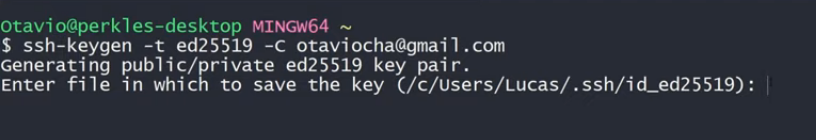 Otavio@perkles-desktop MINGW64 ~
$ ssh-keygen -t ed25519 -C otaviocha@gmail.com
Generating public/private ed25519 key pair.
Enter file in which to save the key (/c/Users/Lucas/.ssh/id_ed25519):